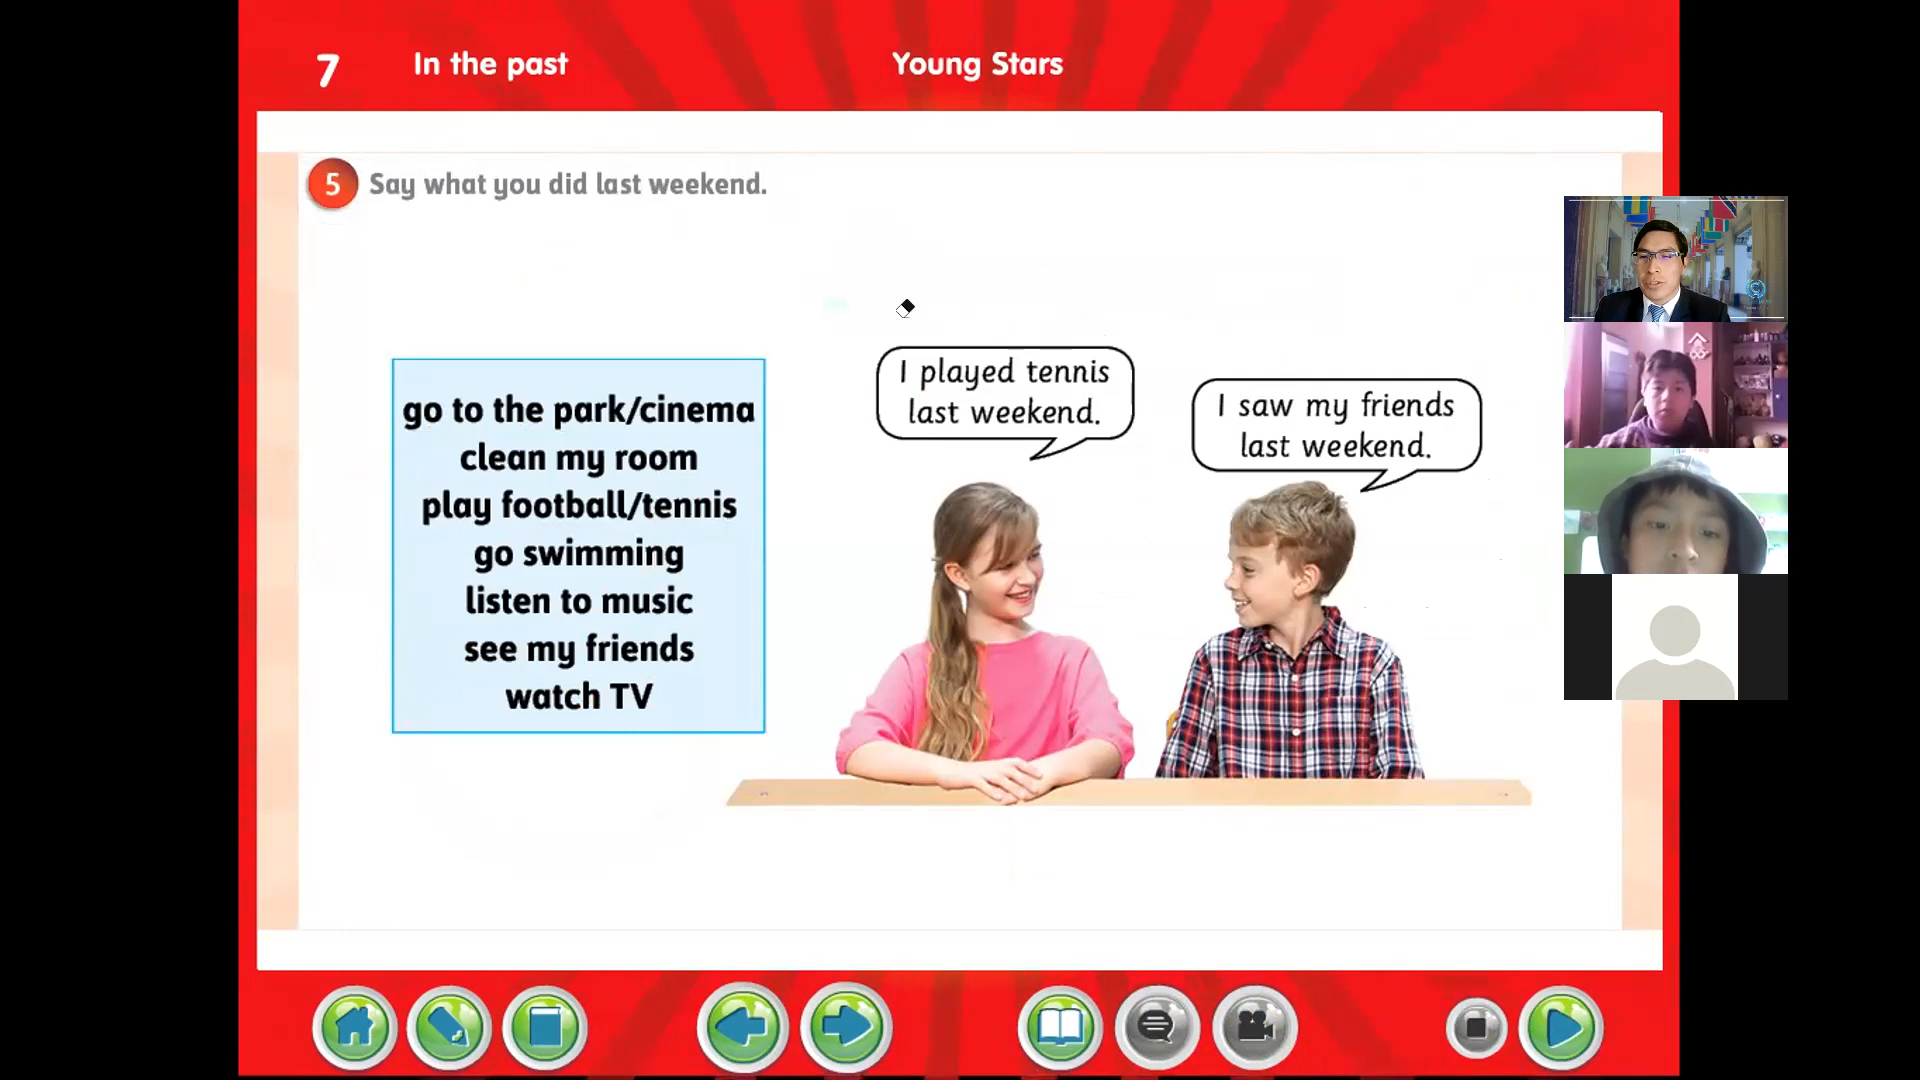 7 In the past Young Stars
5 Say what you did last weekend.
go to the park/cinema
clean my room
play football/tennis
go swimming
listen to music
see my friends
watch TV
I played tennis
last weekend.
I saw my friends
last weekend.